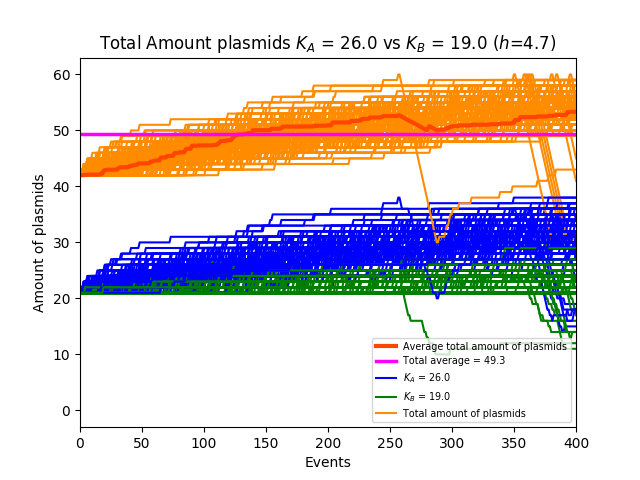 Total Amount plasmids K_A = 26.0 vs K_B = 19.0 (h=4.7)
60
50
40
30
20
10
0
Amount of plasmids
0 50 100 150 200 250 300 350 400
Events
Average total amount of plasmids
Total average = 49.3
K_A = 26.0
K_B = 19.0
Total amount of plasmids